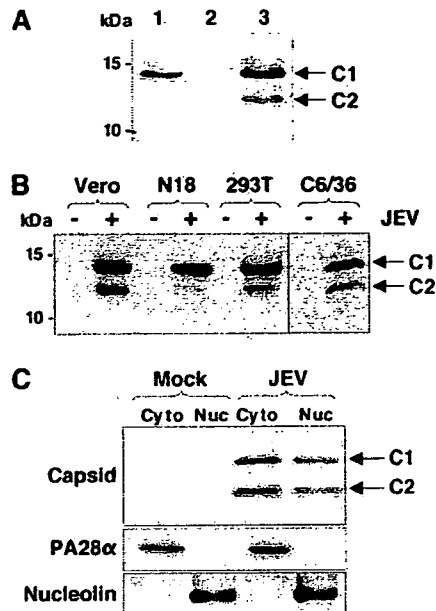 A
kDa
1 2 3
15
C1
C2
10
B
Vero N18 293T C6/36
kDa
- + - + - + - + JEV
15
C1
C2
10
C
Mock JEV
Cyto Nuc Cyto Nuc
Capsid
C1
C2
PA28α
Nucleolin